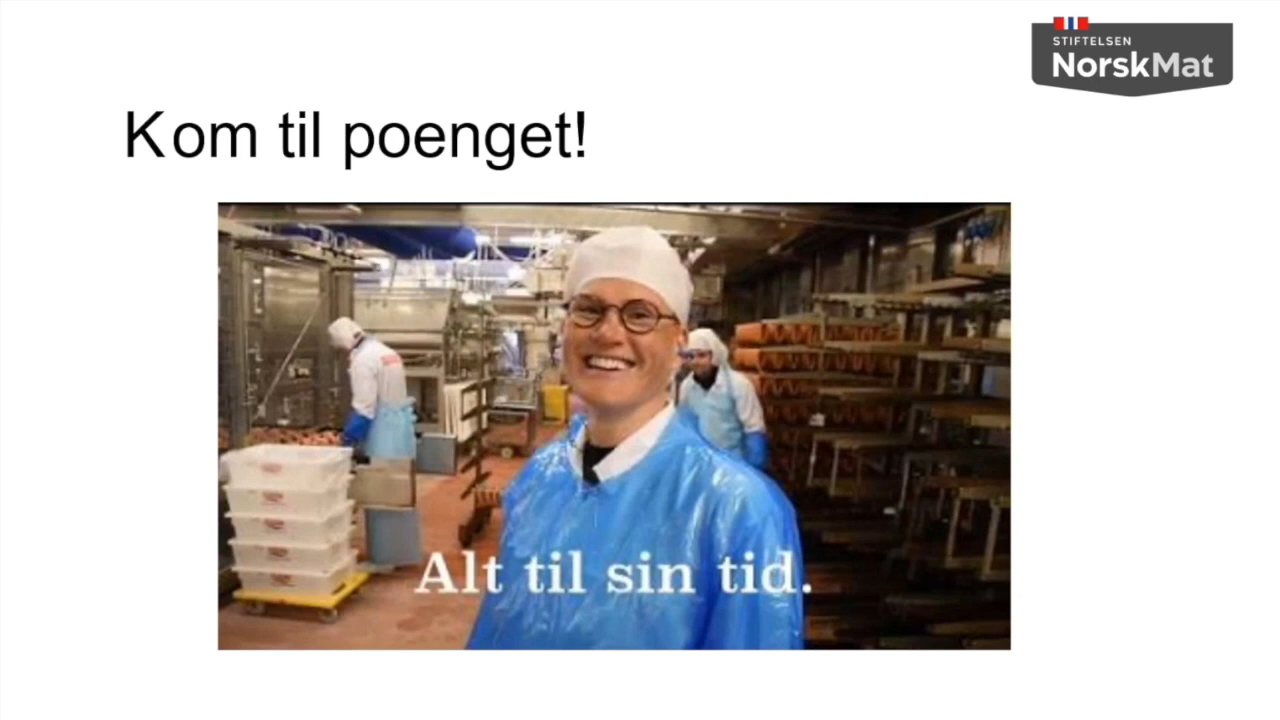 STIFTELSEN
NorskMat
Kom til poenget!
Alt til sin tid.